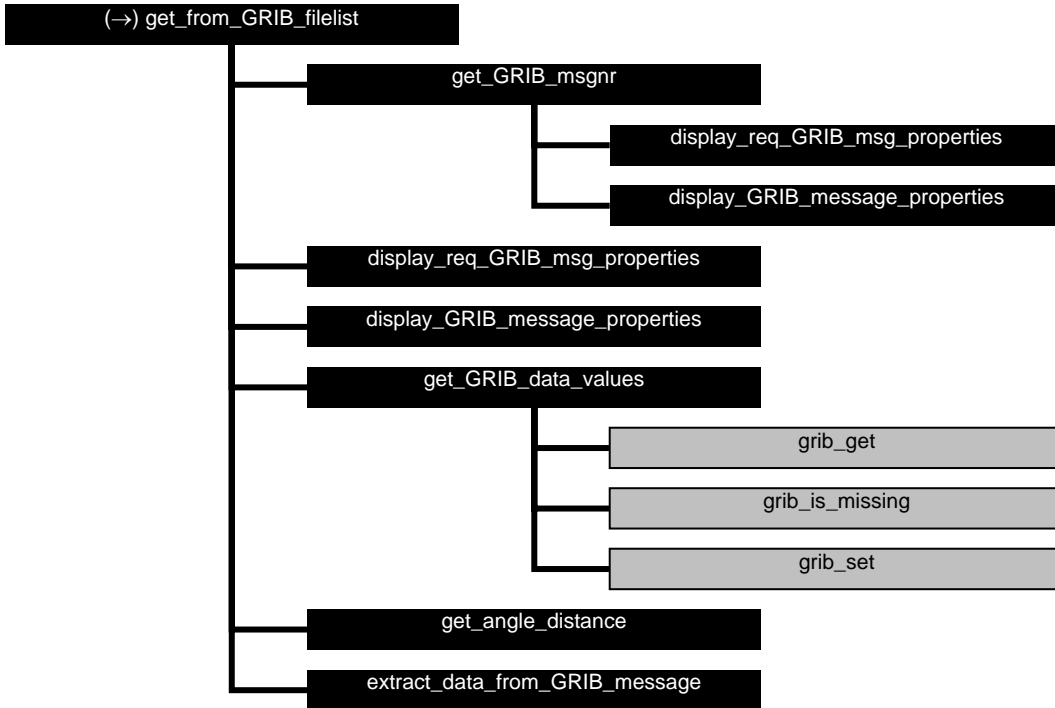 (→) get_from_GRIB_filelist
get_GRIB_msgnr
display_req_GRIB_msg_properties
display_GRIB_message_properties
display_req_GRIB_msg_properties
display_GRIB_message_properties
get_GRIB_data_values
grib_get
grib_is_missing
grib_set
get_angle_distance
extract_data_from_GRIB_message